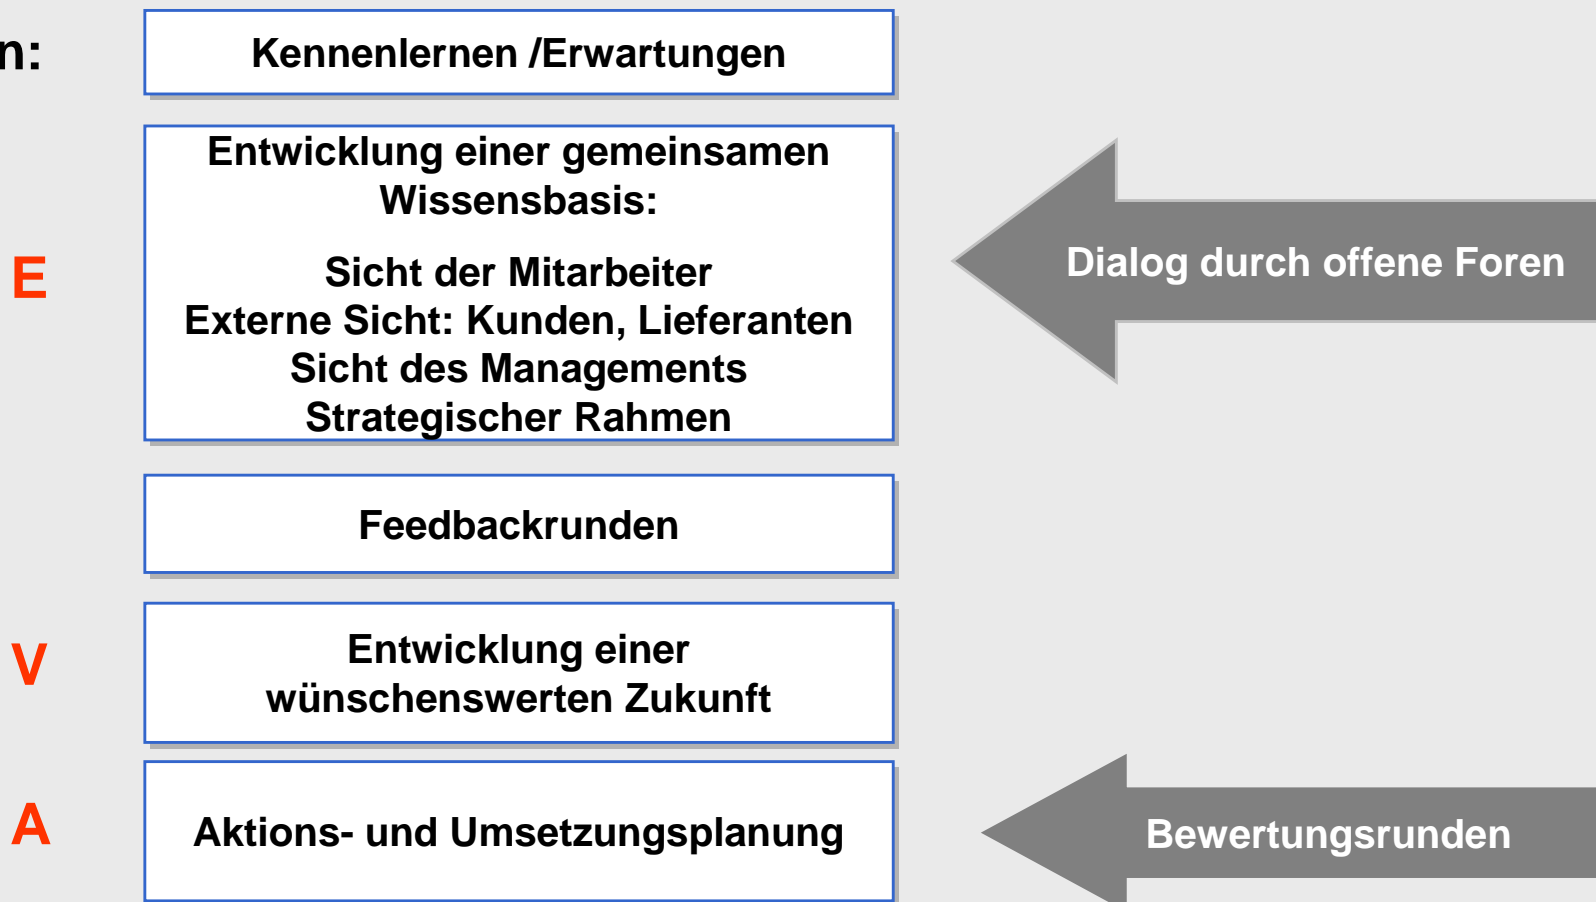 n:
Kennenlernen /Erwartungen
Entwicklung einer gemeinsamen
Wissensbasis:
E
Sicht der Mitarbeiter
Externe Sicht: Kunden, Lieferanten
Sicht des Managements
Strategischer Rahmen
Dialog durch offene Foren
Feedbackrunden
V
Entwicklung einer
wünschenswerten Zukunft
A
Aktions- und Umsetzungsplanung
Bewertungsrunden